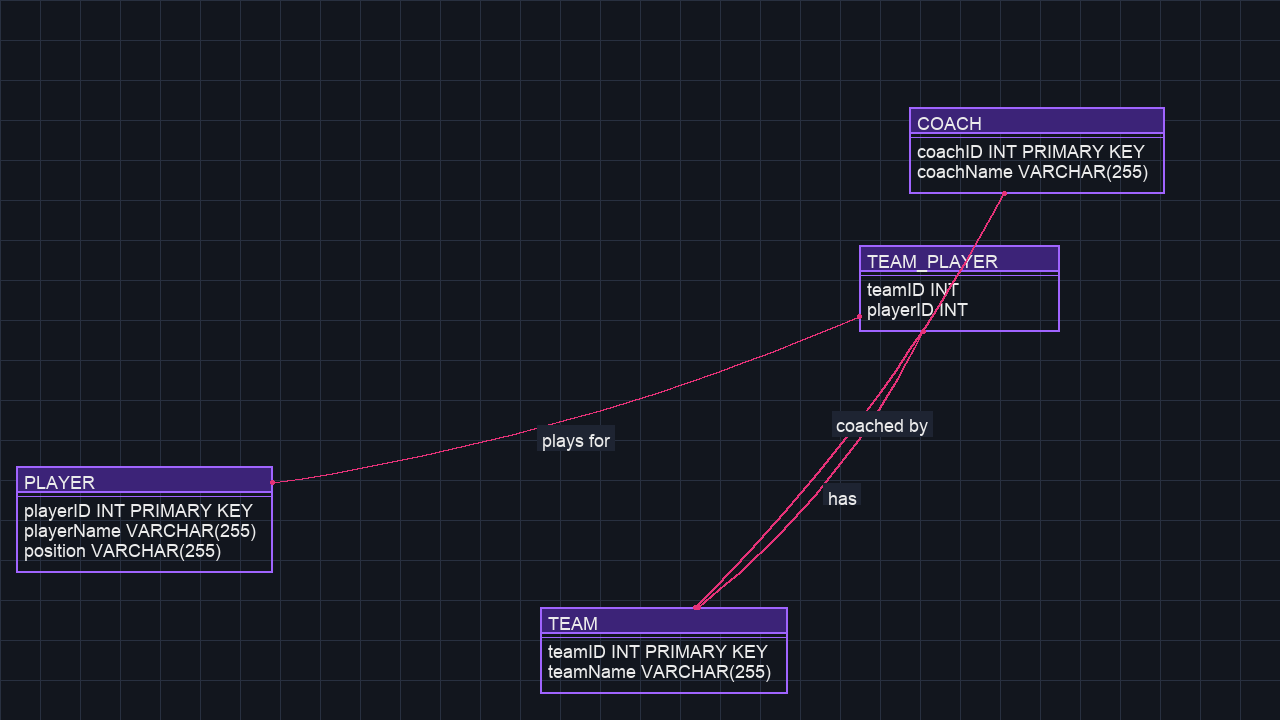 COACH
coachID INT PRIMARY KEY
coachName VARCHAR(255)
TEAM_PLAYER
teamID INT
playerID INT
coached by
plays for
has
PLAYER
playerID INT PRIMARY KEY
playerName VARCHAR(255)
position VARCHAR(255)
TEAM
teamID INT PRIMARY KEY
teamName VARCHAR(255)